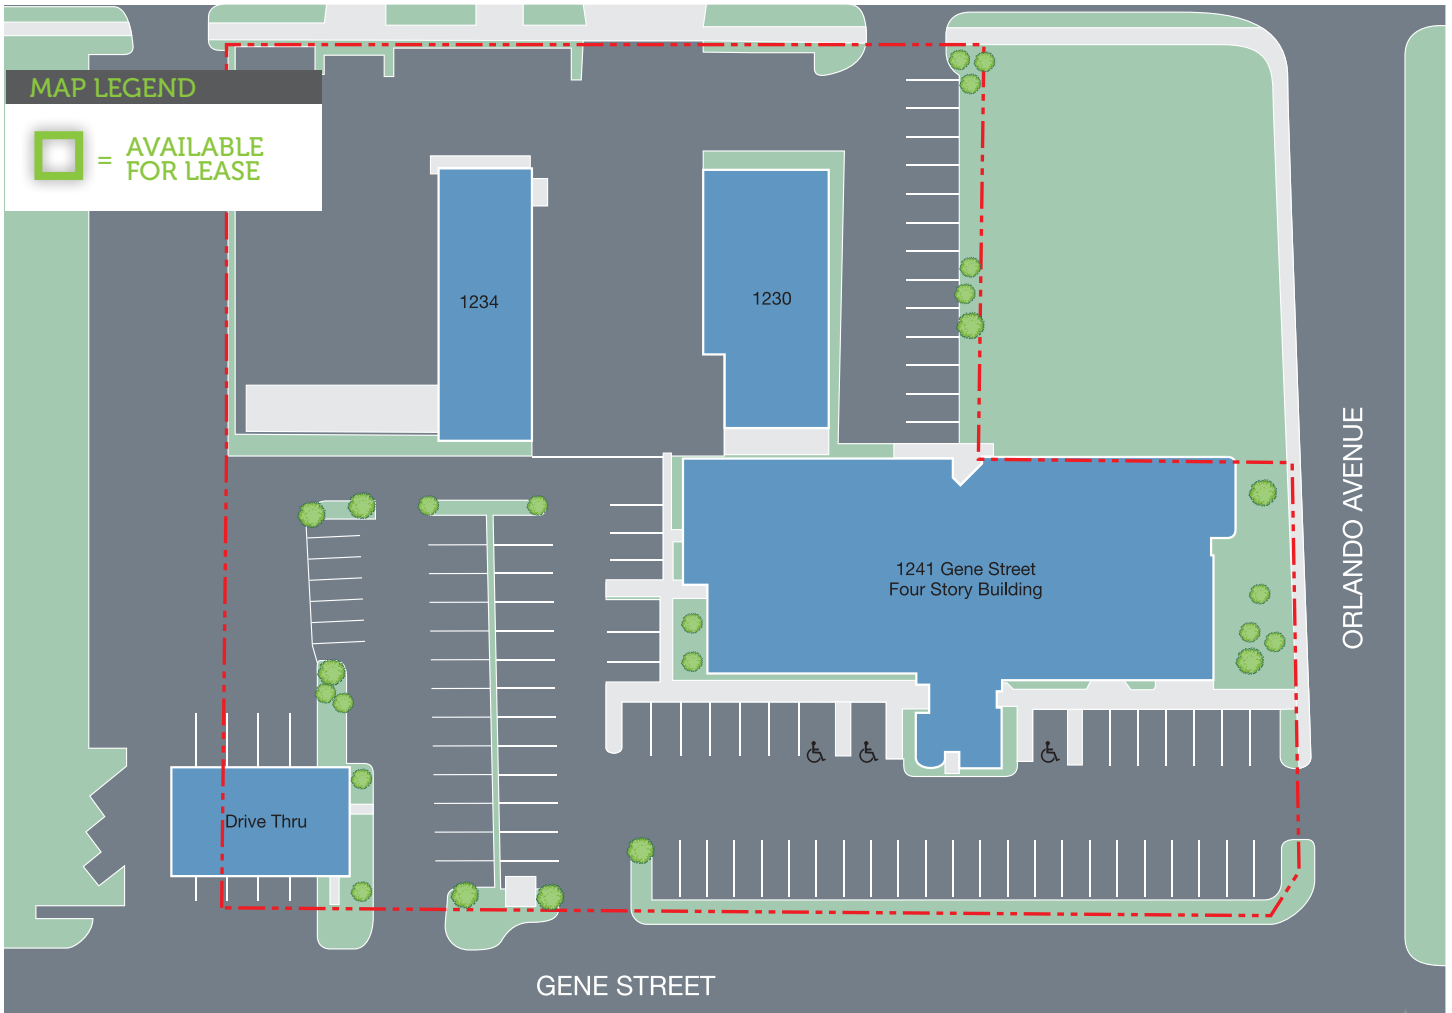 MAP LEGEND
= AVAILABLE
FOR LEASE
1234
1230
1241 Gene Street
Four Story Building
Drive Thru
ORLANDO AVENUE
GENE STREET